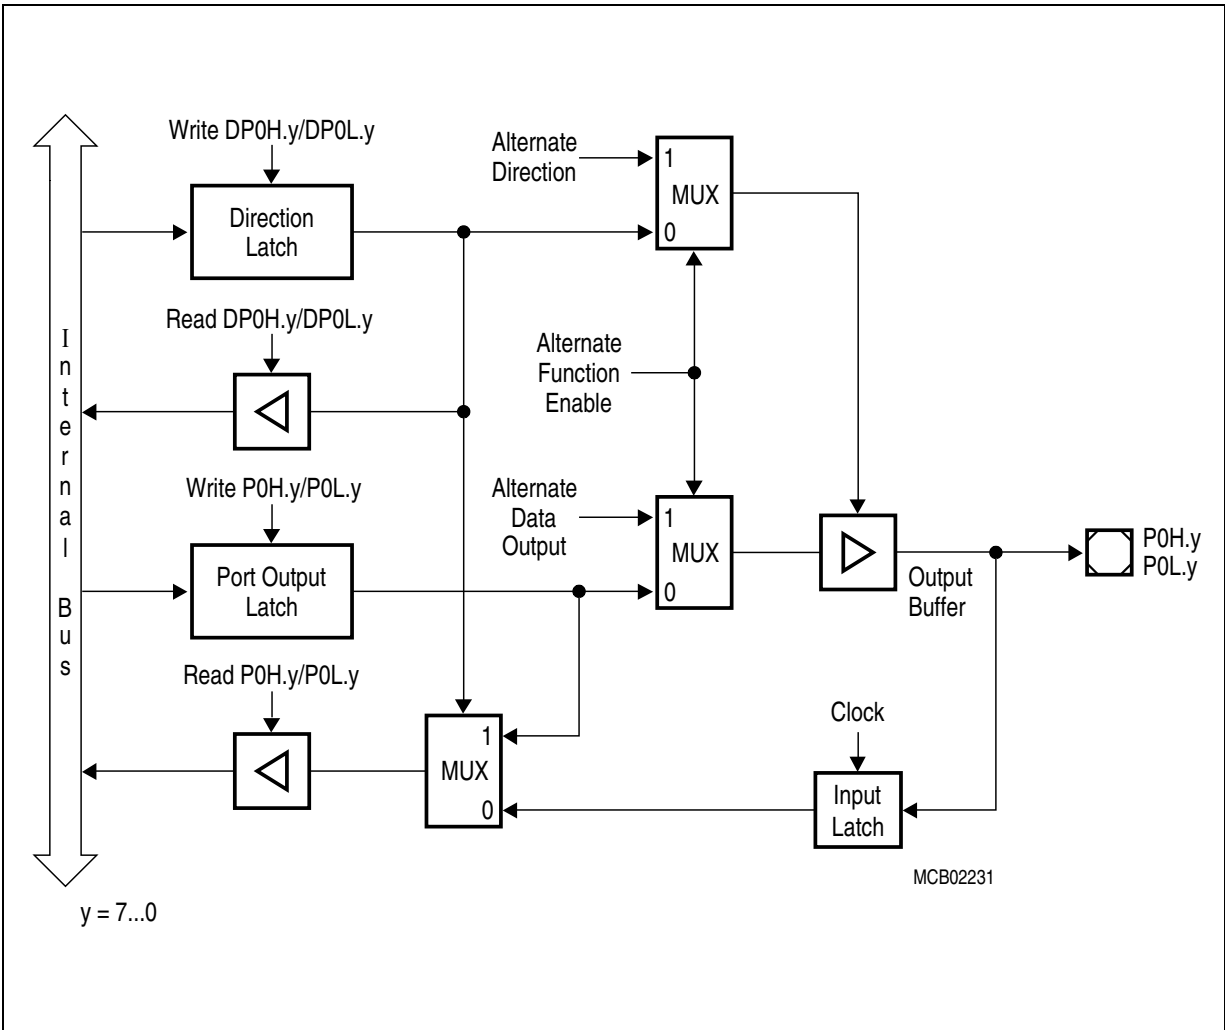 Write DP0H.y/DP0L.y
Alternate
Direction
1
MUX
0
Direction
Latch
Read DP0H.y/DP0L.y
Alternate
Function
Enable
Internal Bus
Write P0H.y/P0L.y
Alternate
Data
Output
1
MUX
0
Port Output
Latch
Output
Buffer
P0H.y
P0L.y
Read P0H.y/P0L.y
1
MUX
0
Clock
Input
Latch
MCB02231
y = 7...0